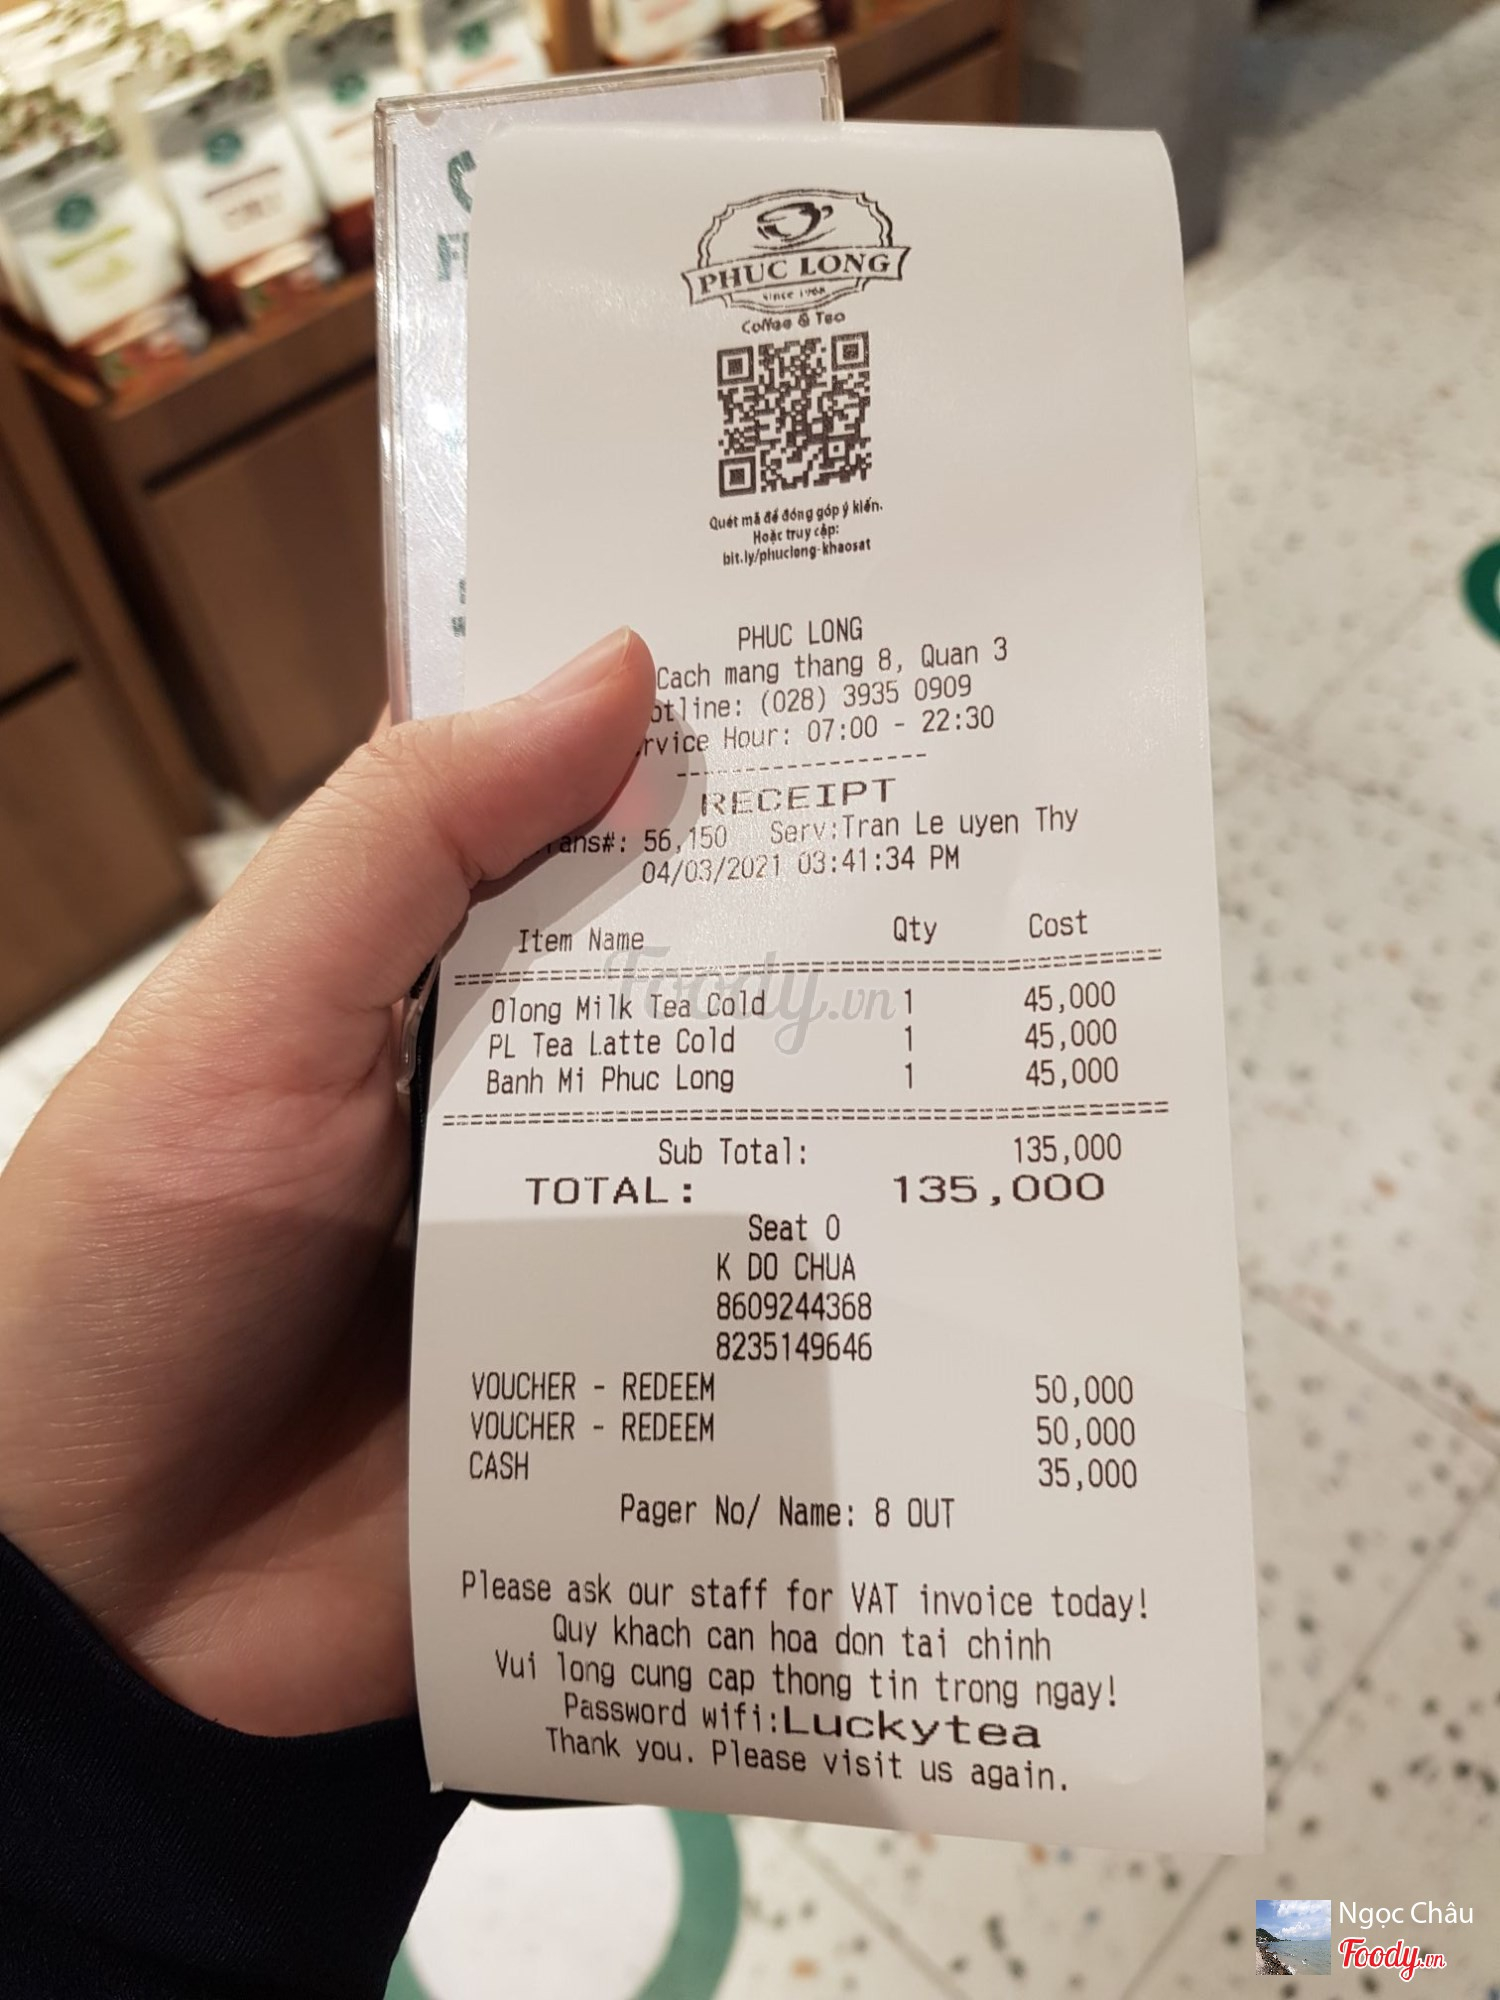 PHUC LONG
Coffee & Tea
Quét mã để đóng góp ý kiến.
Hoặc truy cập:
bit.ly/phuclong-khaosat
PHUC LONG
Cach mang thang 8, Quan 3
otline: (028) 3935 0909
rvice Hour: 07:00 - 22:30
RECEIPT
ans#: 56,150 Serv:Tran Le uyen Thy
04/03/2021 03:41:34 PM
Item Name Qty Cost
Olong Milk Tea Cold 1 45,000
PL Tea Latte Cold 1 45,000
Banh Mi Phuc Long 1 45,000
Sub Total: 135,000
TOTAL: 135,000
Seat 0
K DO CHUA
8609244368
8235149646
VOUCHER - REDEEM 50,000
VOUCHER - REDEEM 50,000
CASH 35,000
Pager No/ Name: 8 OUT
Please ask our staff for VAT invoice today!
Quy khach can hoa don tai chinh
Vui long cung cap thong tin trong ngay!
Password wifi:Luckytea
Thank you. Please visit us again.
Foody.vn
Ngọc Châu
Foody.vn